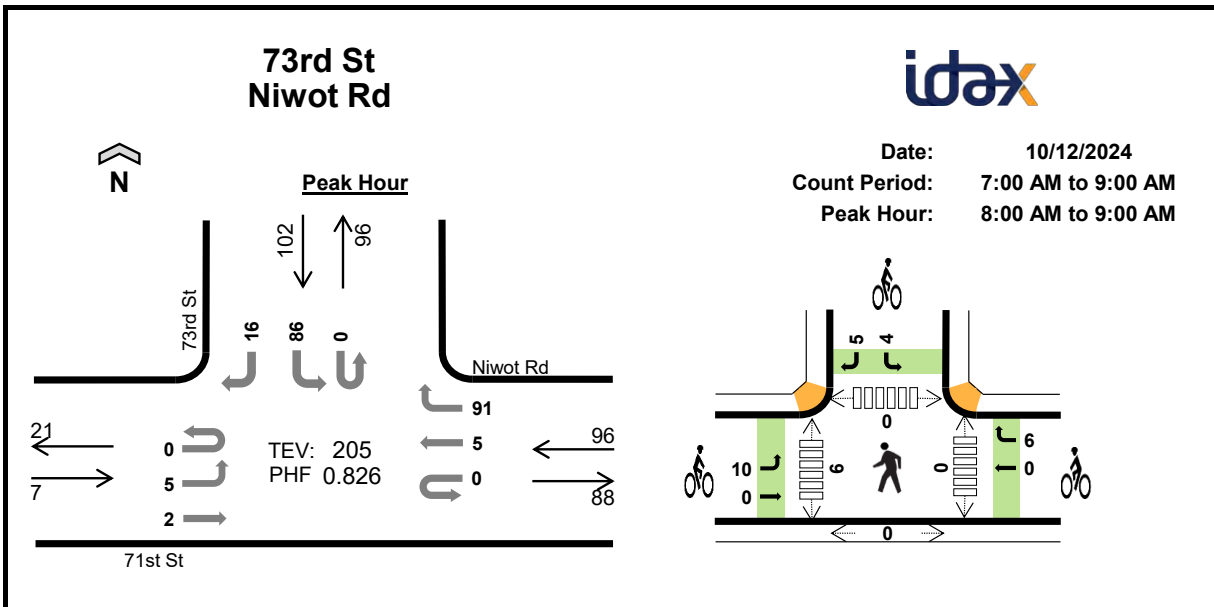 73rd St
Niwot Rd
idax
Date: 10/12/2024
Count Period: 7:00 AM to 9:00 AM
Peak Hour: 8:00 AM to 9:00 AM
N
Peak Hour
102
96
73rd St
16
86
0
Niwot Rd
91
5
0
96
88
21
7
0
5
2
TEV: 205
PHF 0.826
71st St
5
4
0
6
0
10
0
6
0
0